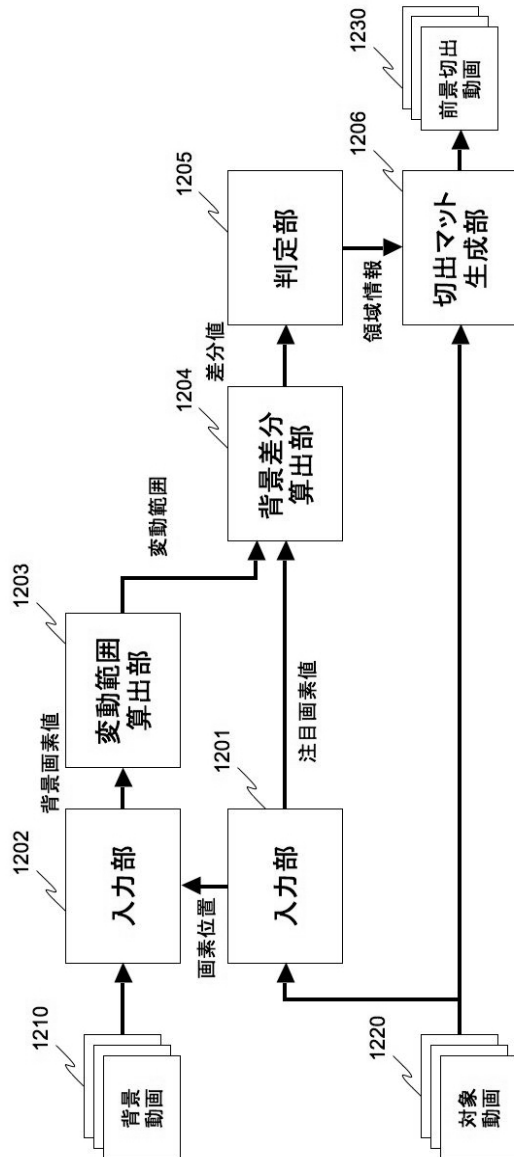 1210
背景
動画
1202
入力部
背景画素値
1203
変動範囲
算出部
変動範囲
画素位置
1201
入力部
注目画素値
1204
背景差分
算出部
差分値
1205
判定部
領域情報
1220
対象
動画
1206
切出マット
生成部
1230
前景切出
動画